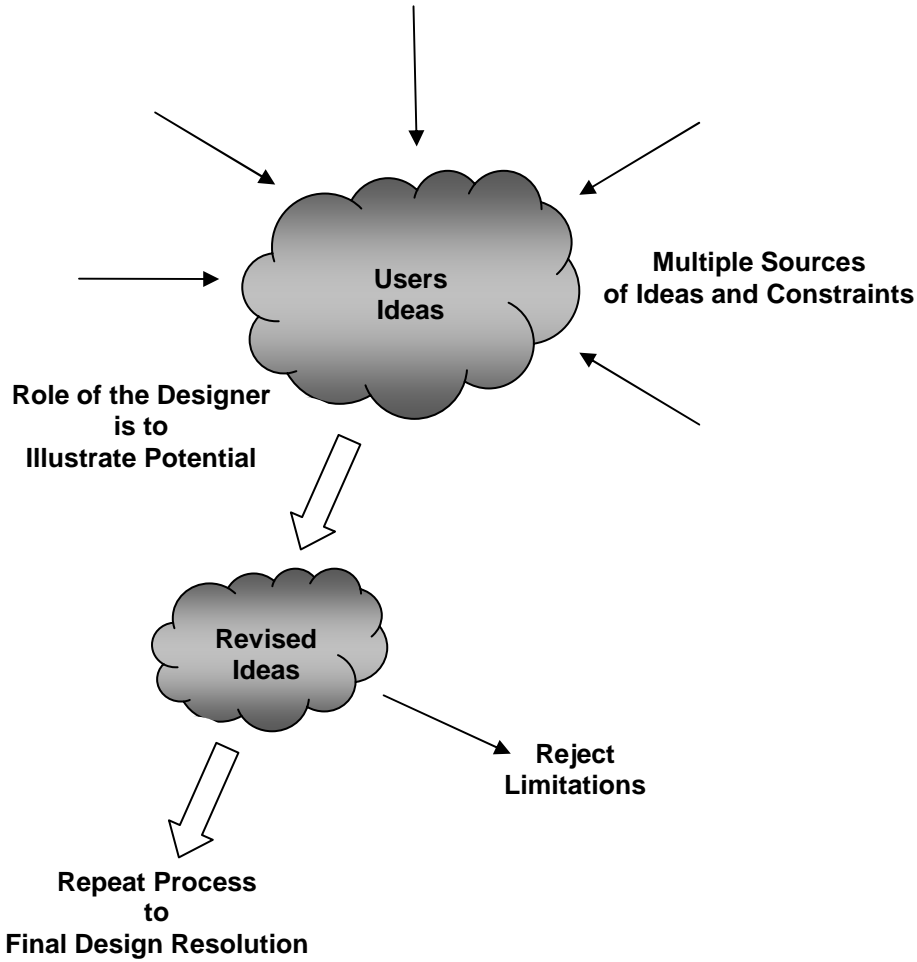 Users
Ideas
Multiple Sources
of Ideas and Constraints
Role of the Designer
is to
Illustrate Potential
Revised
Ideas
Reject
Limitations
Repeat Process
to
Final Design Resolution